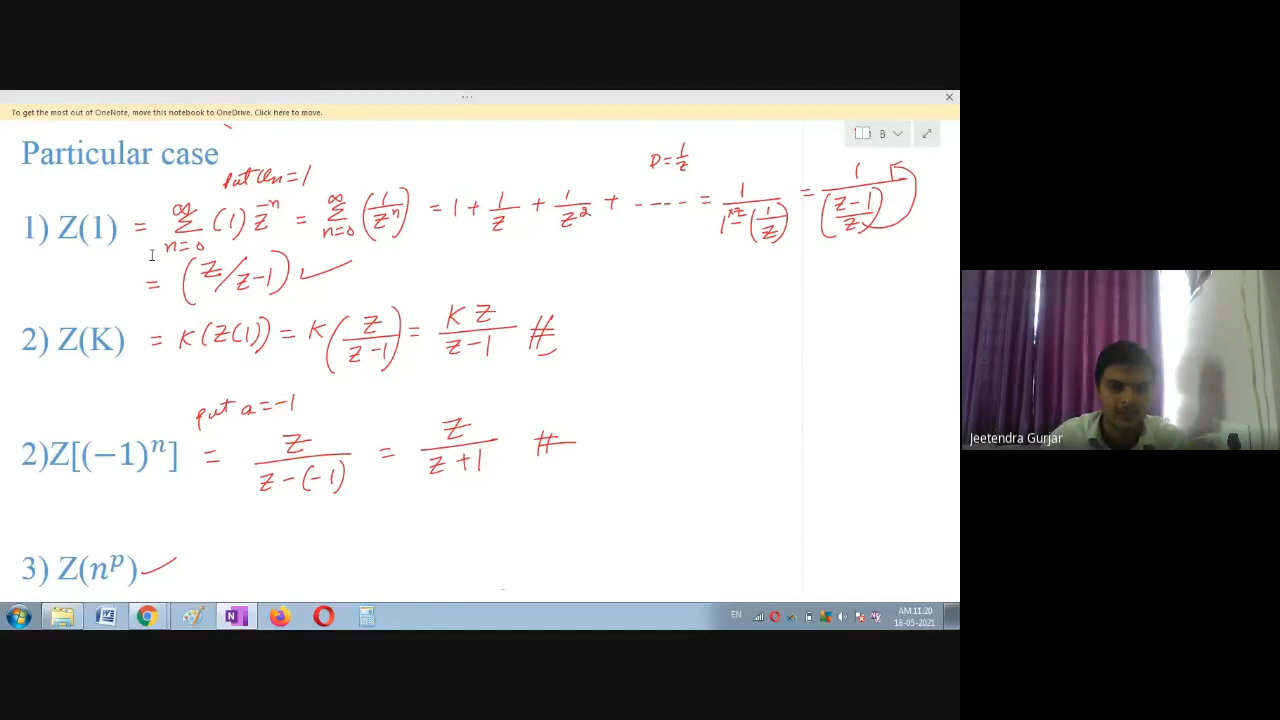 To get the most out of OneNote, move this notebook to OneDrive. Click here to move.
B
Particular case
put an = 1
r = 1/z
1) Z(1) = ∞Σn=0 (1) z^-n = ∞Σn=0 (1/z^n) = 1 + 1/z + 1/z^2 + ---- = 1/(1 - (1/z)) = 1/((z-1)/z)
= (z/z-1) ✓
2) Z(K) = K(Z(1)) = K(z/(z-1)) = Kz/(z-1) #
put a = -1
2)Z[(−1)^n] = z/(z-(-1)) = z/(z+1) #
3) Z(n^p) ✓
Jeetendra Gurjar
EN
AM 11:20
18-05-2021